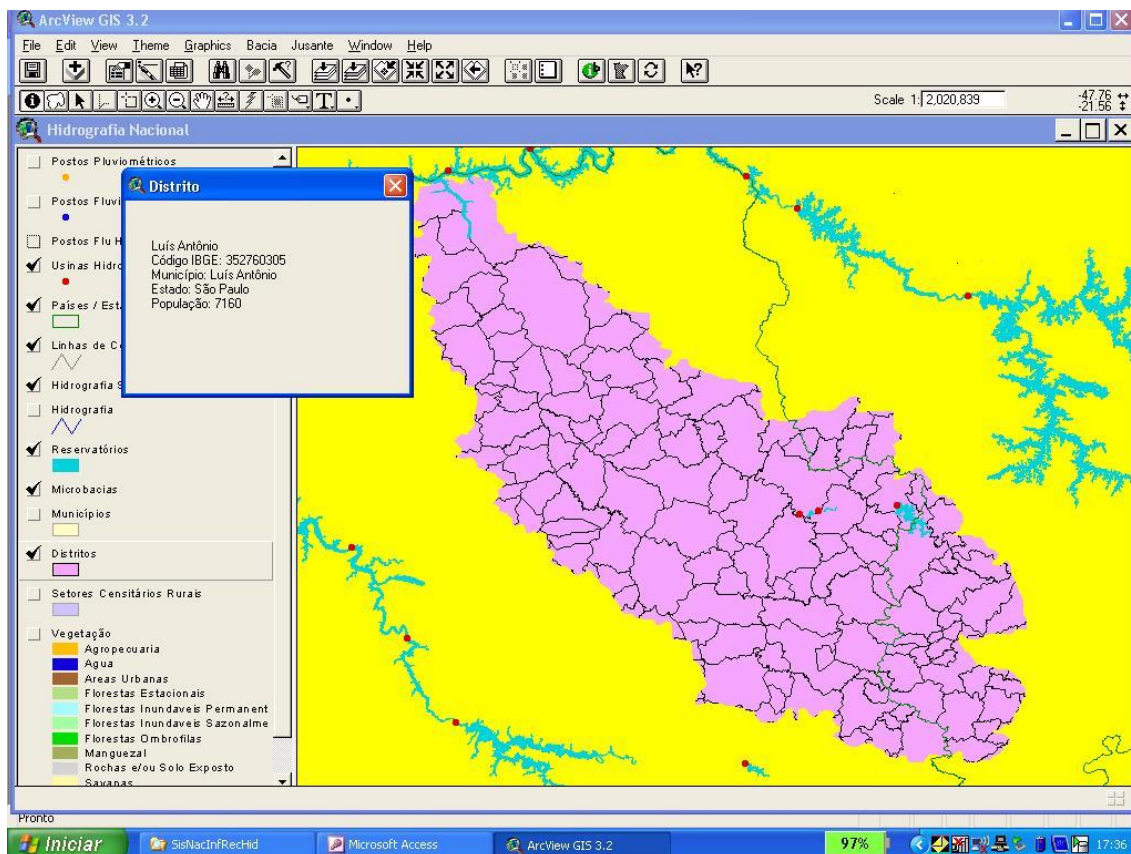 ArcView GIS 3.2
File Edit View Theme Graphics Bacia Jusante Window Help
Scale 1: 2,020,839
-47.76
-21.56
Hidrografia Nacional
Postos Pluviométricos
Postos Fluvi
Postos Flu H
Usinas Hidro
Países / Est
Linhas de C
Hidrografia S
Hidrografia
Reservatórios
Microbacias
Municípios
Distritos
Setores Censitários Rurais
Vegetação
Agropecuaria
Agua
Areas Urbanas
Florestas Estacionais
Florestas Inundaveis Permanent
Florestas Inundaveis Sazonalme
Florestas Ombrofilas
Manguezal
Rochas e/ou Solo Exposto
Savanas
Distrito
Luís Antônio
Código IBGE: 352760305
Município: Luís Antônio
Estado: São Paulo
População: 7160
Pronto
Iniciar
SisNacInfRecHid
Microsoft Access
ArcView GIS 3.2
97%
17:36